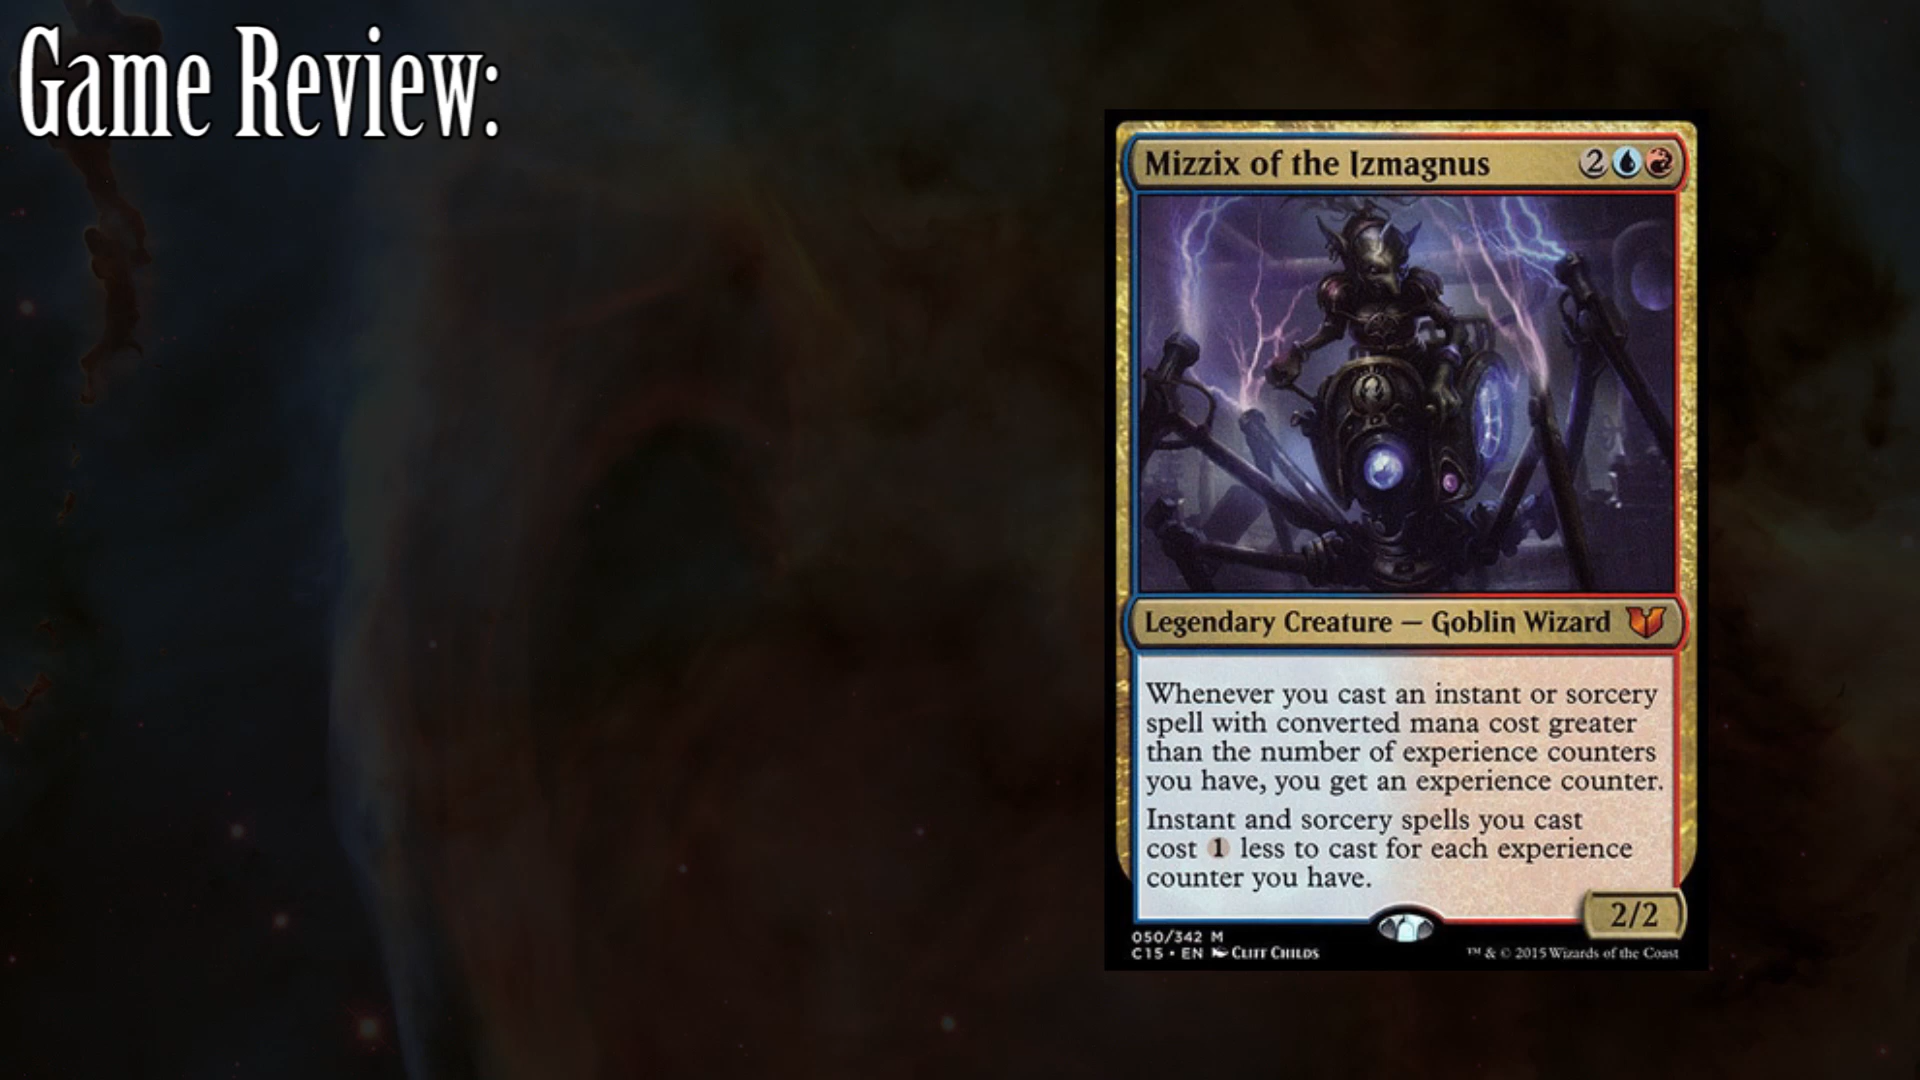 Game Review:
Mizzix of the Izmagnus 2
Legendary Creature — Goblin Wizard
Whenever you cast an instant or sorcery
spell with converted mana cost greater
than the number of experience counters
you have, you get an experience counter.
Instant and sorcery spells you cast
cost 1 less to cast for each experience
counter you have.
2/2
050/342 M
C15 • EN CLIFF CHILDS
™ & © 2015 Wizards of the Coast